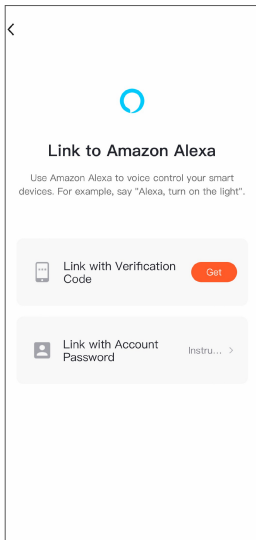 Link to Amazon Alexa
Use Amazon Alexa to voice control your smart
devices. For example, say "Alexa, turn on the light".
Link with Verification
Code
Get
Link with Account
Password
Instru...